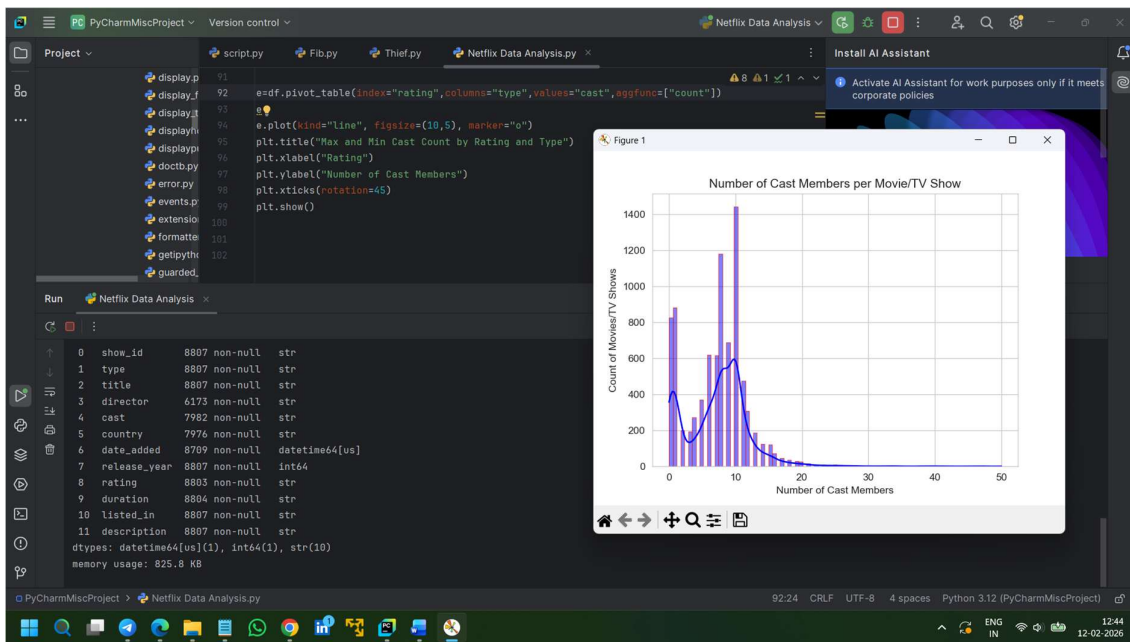 PC PyCharmMiscProject Version control Netflix Data Analysis
Project
script.py Fib.py Thief.py Netflix Data Analysis.py
Install AI Assistant
Activate AI Assistant for work purposes only if it meets
corporate policies
display.p
display_f
display_t
displayho
displaypu
doctb.py
error.py
events.p
extensio
formatte
getipytho
guarded_
8 1 1
91
92 e=df.pivot_table(index="rating",columns="type",values="cast",aggfunc=["count"])
93 e
94 e.plot(kind="line", figsize=(10,5), marker="o")
95 plt.title("Max and Min Cast Count by Rating and Type")
96 plt.xlabel("Rating")
97 plt.ylabel("Number of Cast Members")
98 plt.xticks(rotation=45)
99 plt.show()
100
101
102
Figure 1
Number of Cast Members per Movie/TV Show
Count of Movies/TV Shows
1400
1200
1000
800
600
400
200
0
0 10 20 30 40 50
Number of Cast Members
Run Netflix Data Analysis
0 show_id 8807 non-null str
1 type 8807 non-null str
2 title 8807 non-null str
3 director 6173 non-null str
4 cast 7982 non-null str
5 country 7976 non-null str
6 date_added 8709 non-null datetime64[us]
7 release_year 8807 non-null int64
8 rating 8803 non-null str
9 duration 8804 non-null str
10 listed_in 8807 non-null str
11 description 8807 non-null str
dtypes: datetime64[us](1), int64(1), str(10)
memory usage: 825.8 KB
PyCharmMiscProject > Netflix Data Analysis.py
92:24 CRLF UTF-8 4 spaces Python 3.12 (PyCharmMiscProject)
ENG
IN
12:44
12-02-2026